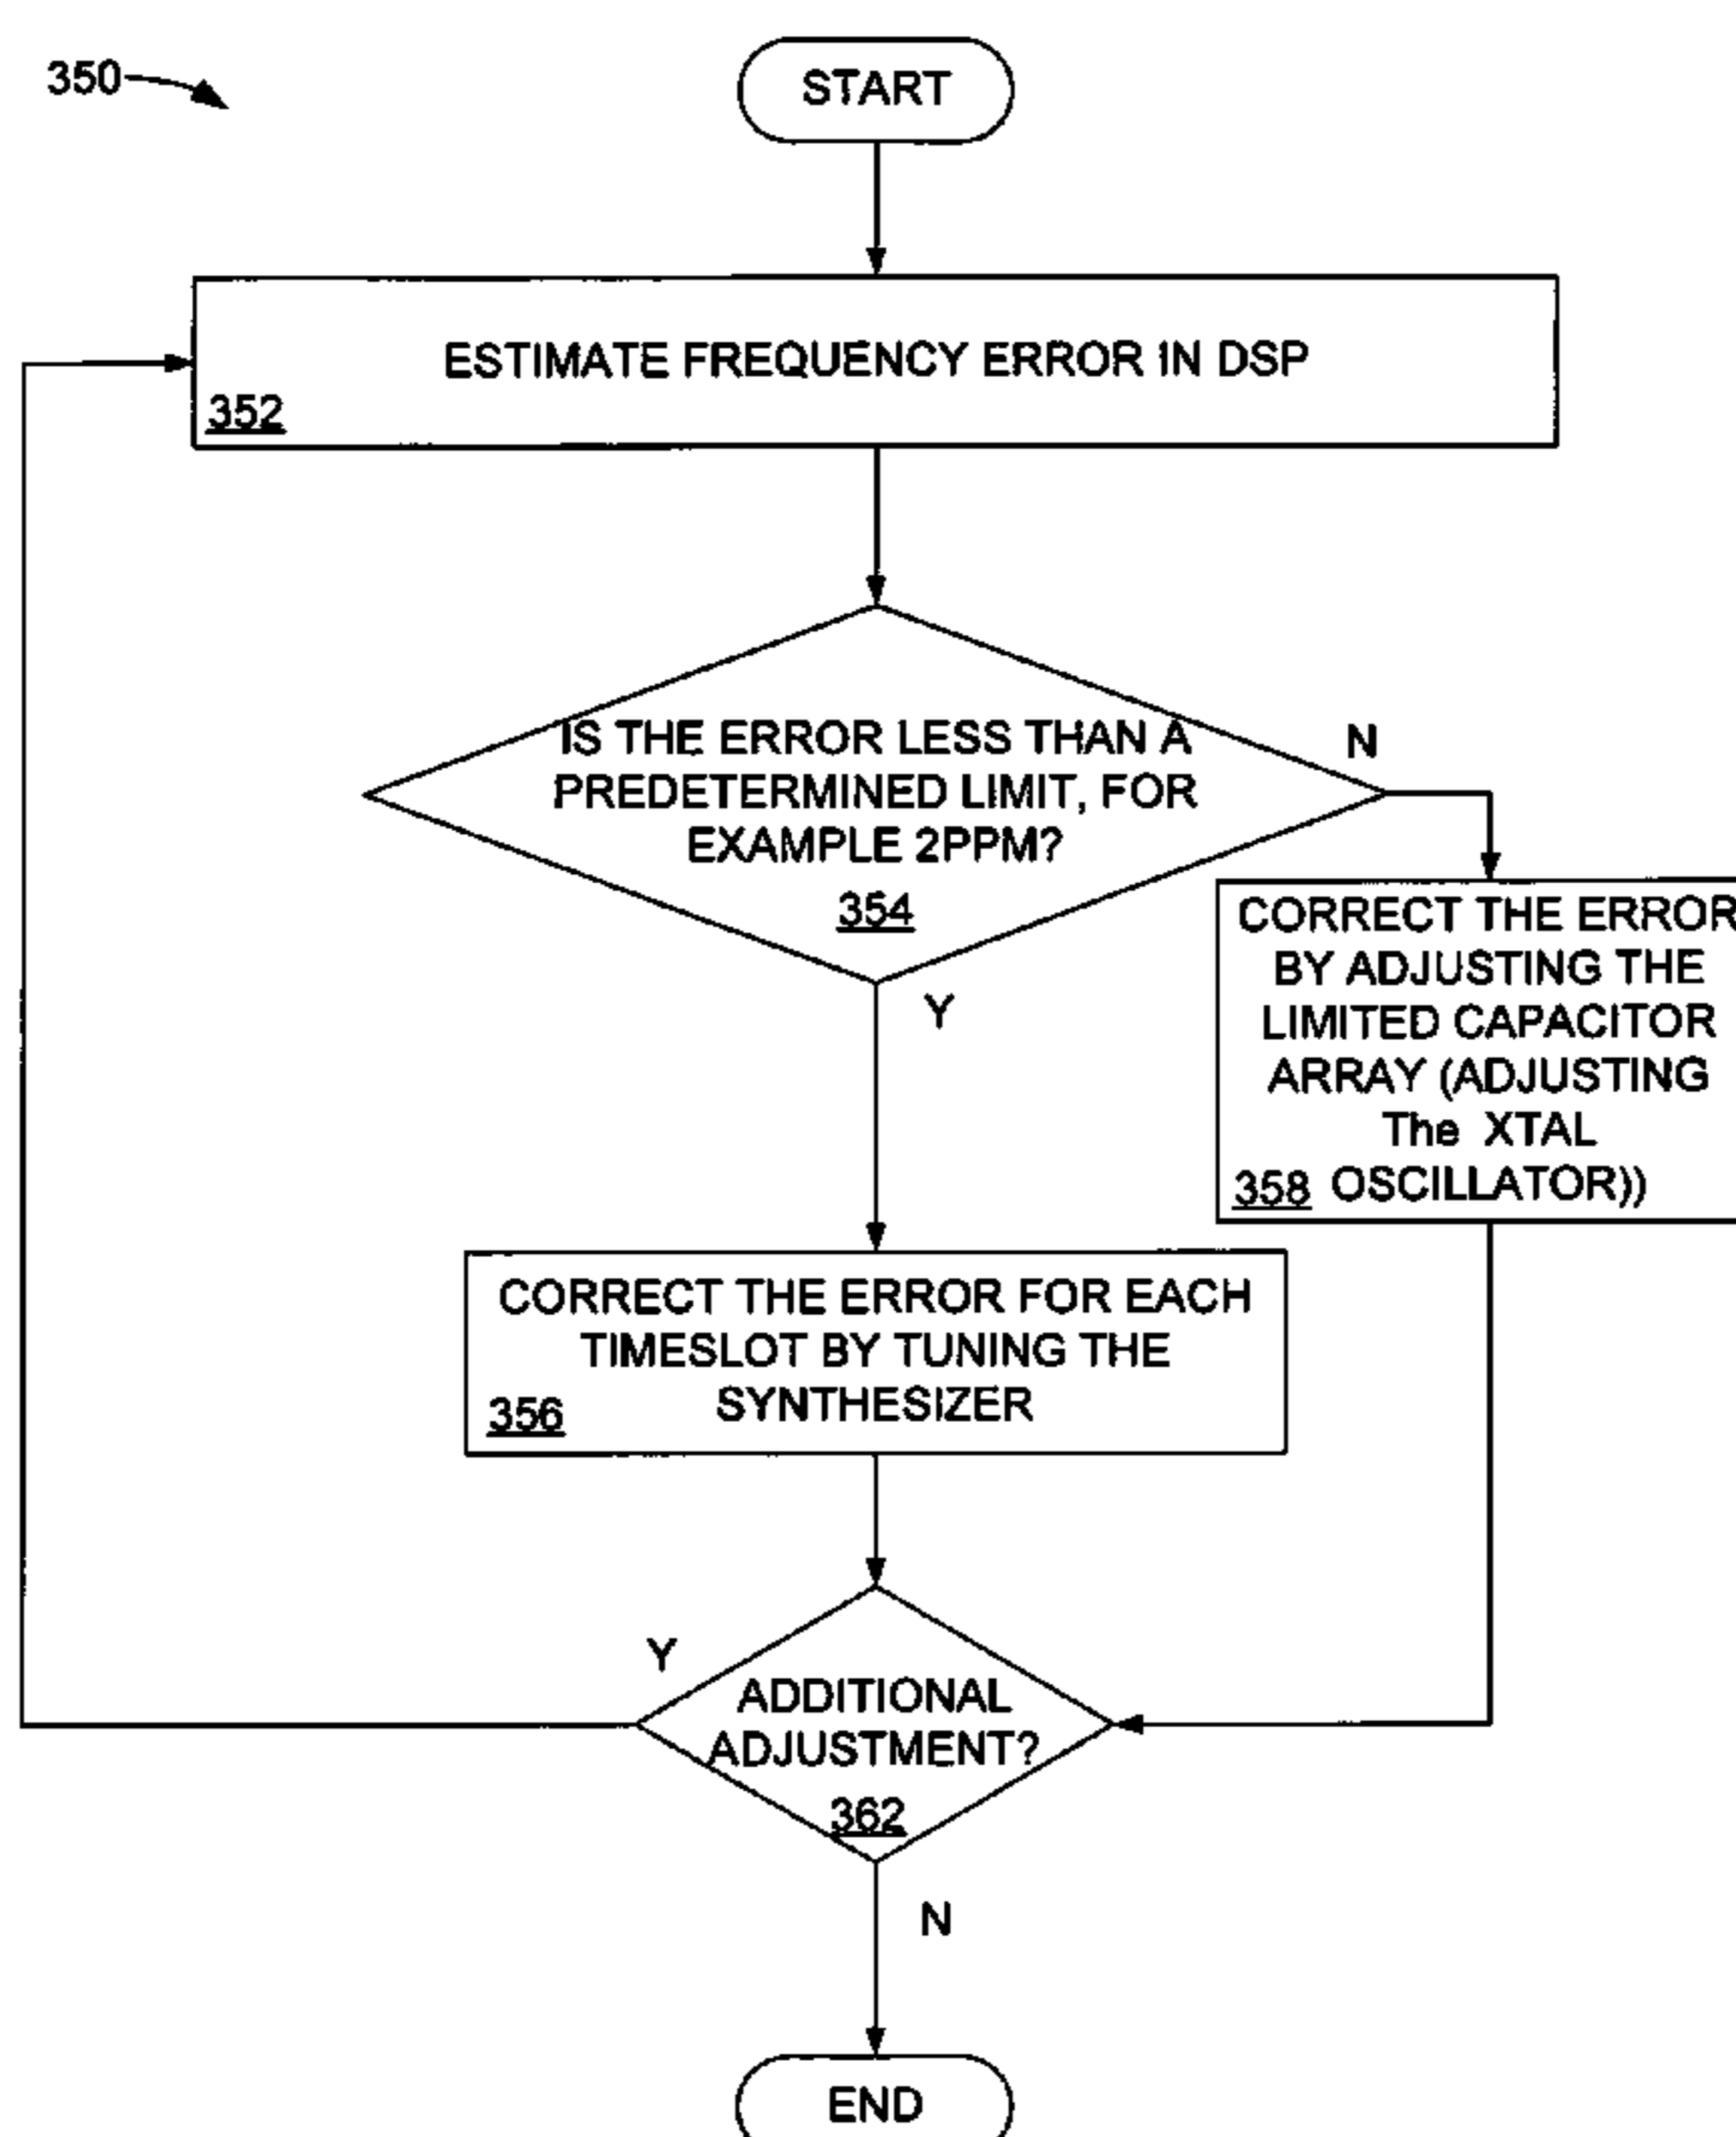 350
START
ESTIMATE FREQUENCY ERROR IN DSP
352
IS THE ERROR LESS THAN A
PREDETERMINED LIMIT, FOR
EXAMPLE 2PPM?
354
N
Y
CORRECT THE ERROR
BY ADJUSTING THE
LIMITED CAPACITOR
ARRAY (ADJUSTING
The XTAL
358 OSCILLATOR))
CORRECT THE ERROR FOR EACH
TIMESLOT BY TUNING THE
356 SYNTHESIZER
Y
ADDITIONAL
ADJUSTMENT?
362
N
END